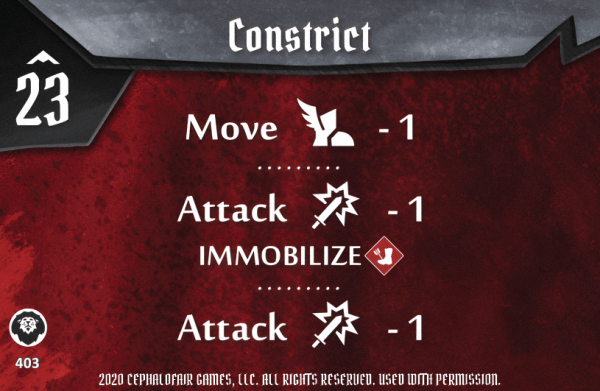 Constrict
23
Move - 1
Attack - 1
IMMOBILIZE
Attack - 1
403
2020 CEPHALOFAIR GAMES, LLC. ALL RIGHTS RESERVED. USED WITH PERMISSION.